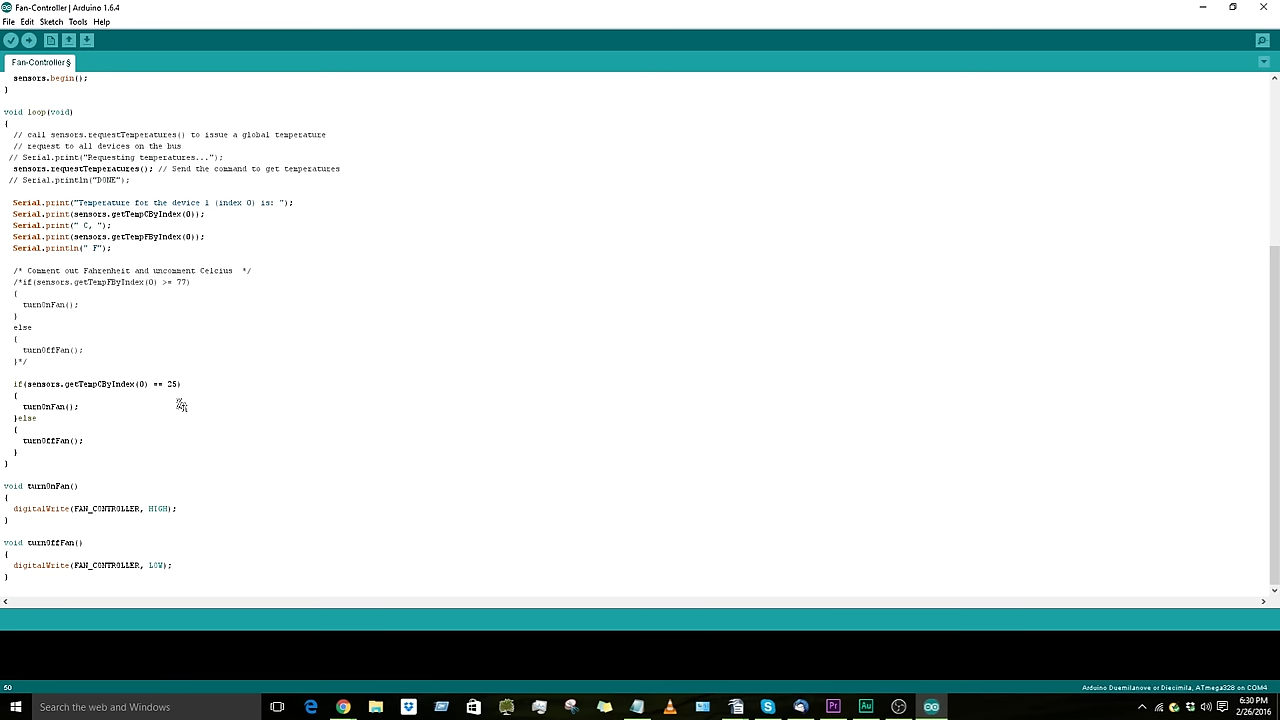 Fan-Controller | Arduino 1.6.4
File Edit Sketch Tools Help
Fan-Controller §
sensors.begin();
}
void loop(void)
{
// call sensors.requestTemperatures() to issue a global temperature
// request to all devices on the bus
// Serial.print("Requesting temperatures...");
sensors.requestTemperatures(); // Send the command to get temperatures
// Serial.println("DONE");
Serial.print("Temperature for the device 1 (index 0) is: ");
Serial.print(sensors.getTempCByIndex(0));
Serial.print(" C, ");
Serial.print(sensors.getTempFByIndex(0));
Serial.println(" F");
/* Comment out Fahrenheit and uncomment Celcius  */
/*if(sensors.getTempFByIndex(0) >= 77)
{
turnOnFan();
}
else
{
turnOffFan();
}*/
if(sensors.getTempCByIndex(0) == 25)
{
turnOnFan();
}else
{
turnOffFan();
}
}
void turnOnFan()
{
digitalWrite(FAN_CONTROLLER, HIGH);
}
void turnOffFan()
{
digitalWrite(FAN_CONTROLLER, LOW);
}
50
Arduino Duemilanove or Diecimila, ATmega328 on COM4
Search the web and Windows
Pr
Au
6:30 PM
2/26/2016